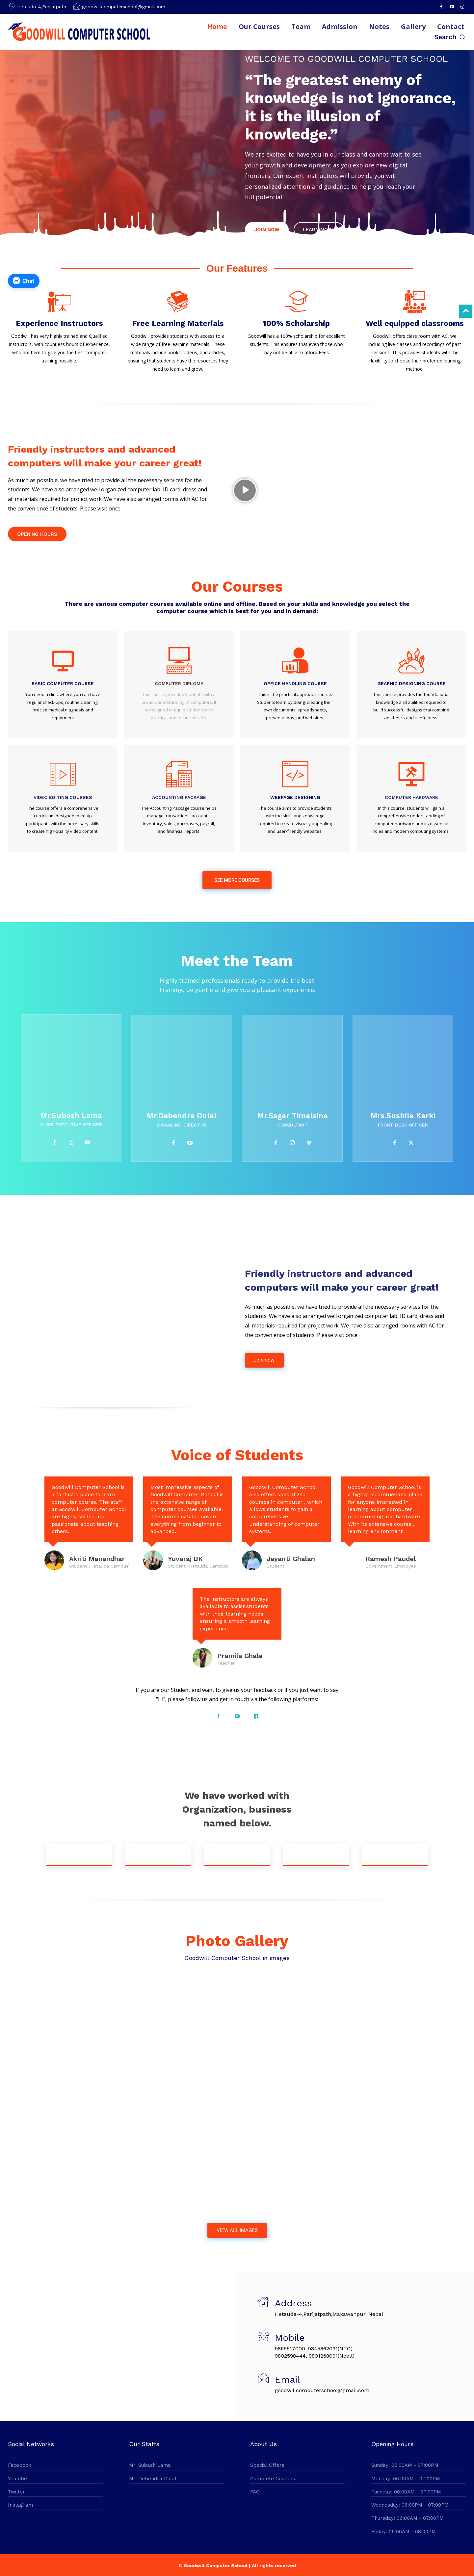 Hetauda-4,Parijatpath goodwillcomputerschool@gmail.com
GOODWILL COMPUTER SCHOOL
Home Our Courses Team Admission Notes Gallery Contact
Search
WELCOME TO GOODWILL COMPUTER SCHOOL
“The greatest enemy of
knowledge is not ignorance,
it is the illusion of
knowledge.”
We are excited to have you in our class and cannot wait to see
your growth and development as you explore new digital
frontiers. Our expert instructors will provide you with
personalized attention and guidance to help you reach your
full potential.
JOIN NOW
Our Features
Chat
Experience Instructors
Goodwill has very highly trained and Qualified
instructors, with countless hours of experience,
who are here to give you the best computer
training possible.
Free Learning Materials
Goodwill provides students with access to a
wide range of free learning materials. These
materials include books, videos, and articles,
ensuring that students have the resources they
need to learn and grow.
100% Scholarship
Goodwill has a 100% scholarship for excellent
students. This ensures that even those who
may not be able to afford fees.
Well equipped classrooms
Goodwill offers class room with AC, we
including live classes and recordings of past
sessions. This provides students with the
flexibility to choose their preferred learning
method.
Friendly instructors and advanced
computers will make your career great!
As much as possible, we have tried to provide all the necessary services for the
students. We have also arranged well organized computer lab, ID card, dress and
all materials required for project work. We have also arranged rooms with AC for
the convenience of students. Please visit once
OPENING HOURS
Our Courses
There are various computer courses available online and offline. Based on your skills and knowledge you select the
computer course which is best for you and in demand:
BASIC COMPUTER COURSE
You need a clinic where you can have
regular check-ups, routine cleaning,
precise medical diagnosis and
reparment
COMPUTER DIPLOMA
This course provides students with a
broad understanding of computers. It
is designed to equip students with
practical and technical skills.
OFFICE HANDLING COURSE
This is the practical approach course.
Students learn by doing, creating their
own documents, spreadsheets,
presentations, and websites.
GRAPHIC DESIGNING COURSE
This course provides the foundational
knowledge and abilities required to
build successful designs that combine
aesthetics and usefulness.
VIDEO EDITING COURSES
The course offers a comprehensive
curriculum designed to equip
participants with the necessary skills
to create high-quality video content.
ACCOUNTING PACKAGE
The Accounting Package course helps
manage transactions, accounts,
inventory, sales, purchases, payroll,
and financial reports.
WEBPAGE DESIGNING
The course aims to provide students
with the skills and knowledge
required to create visually appealing
and user-friendly websites.
COMPUTER HARDWARE
In this course, students will gain a
comprehensive understanding of
computer hardware and its essential
roles and modern computing systems.
SEE MORE COURSES
Meet the Team
Highly trained professionals ready to provide the best
Training, be gentle and give you a pleasant experience.
Mr.Subash Lama
CHIEF EXECUTIVE OFFICER
Mr.Debendra Dulal
MANAGING DIRECTOR
Mr.Sagar Timalsina
CONSULTANT
Mrs.Sushila Karki
FRONT DESK OFFICER
Friendly instructors and advanced
computers will make your career great!
As much as possible, we have tried to provide all the necessary services for the
students. We have also arranged well organized computer lab, ID card, dress and
all materials required for project work. We have also arranged rooms with AC for
the convenience of students. Please visit once
JOIN NOW
Voice of Students
Goodwill Computer School is
a fantastic place to learn
computer course. The staff
at Goodwill Computer School
are highly skilled and
passionate about teaching
others.
Akriti Manandhar
Student (Hetauda Campus)
Most impressive aspects of
Goodwill Computer School is
the extensive range of
computer courses available.
The course catalog covers
everything from beginner to
advanced.
Yuvaraj BK
Student (Hetauda Campus)
Goodwill Computer School
also offers specialized
courses in computer , which
allows students to gain a
comprehensive
understanding of computer
systems.
Jayanti Ghalan
Student
Goodwill Computer School is
a highly recommended place
for anyone interested in
learning about computer
programming and hardware.
With its extensive course ,
learning environment
Ramesh Paudel
Government Employee
The instructors are always
available to assist students
with their learning needs,
ensuring a smooth learning
experience.
Pramila Ghale
Teacher
If you are our Student and want to give us your feedback or if you just want to say
“Hi”, please follow us and get in touch via the following platforms:
We have worked with
Organization, business
named below.
Photo Gallery
Goodwill Computer School in images
VIEW ALL IMAGES
Address
Hetauda-4,Parijatpath,Makawanpur, Nepal
Mobile
9865517000, 9845862091(NTC)
9802598444, 9801268091(Ncell)
Email
goodwillcomputerschool@gmail.com
Social Networks
Facebook
Youtube
Twitter
Instagram
Our Staffs
Mr. Subash Lama
Mr. Debendra Dulal
About Us
Special Offers
Complete Courses
FAQ
Opening Hours
Sunday: 06:00AM - 07:00PM
Monday: 06:00AM - 07:00PM
Tuesday: 06:00AM - 07:00PM
Wednesday: 06:00PM - 07:00PM
Thursday: 06:00AM - 07:00PM
Friday: 06:00AM - 06:00PM
© Goodwill Computer School | All rights reserved